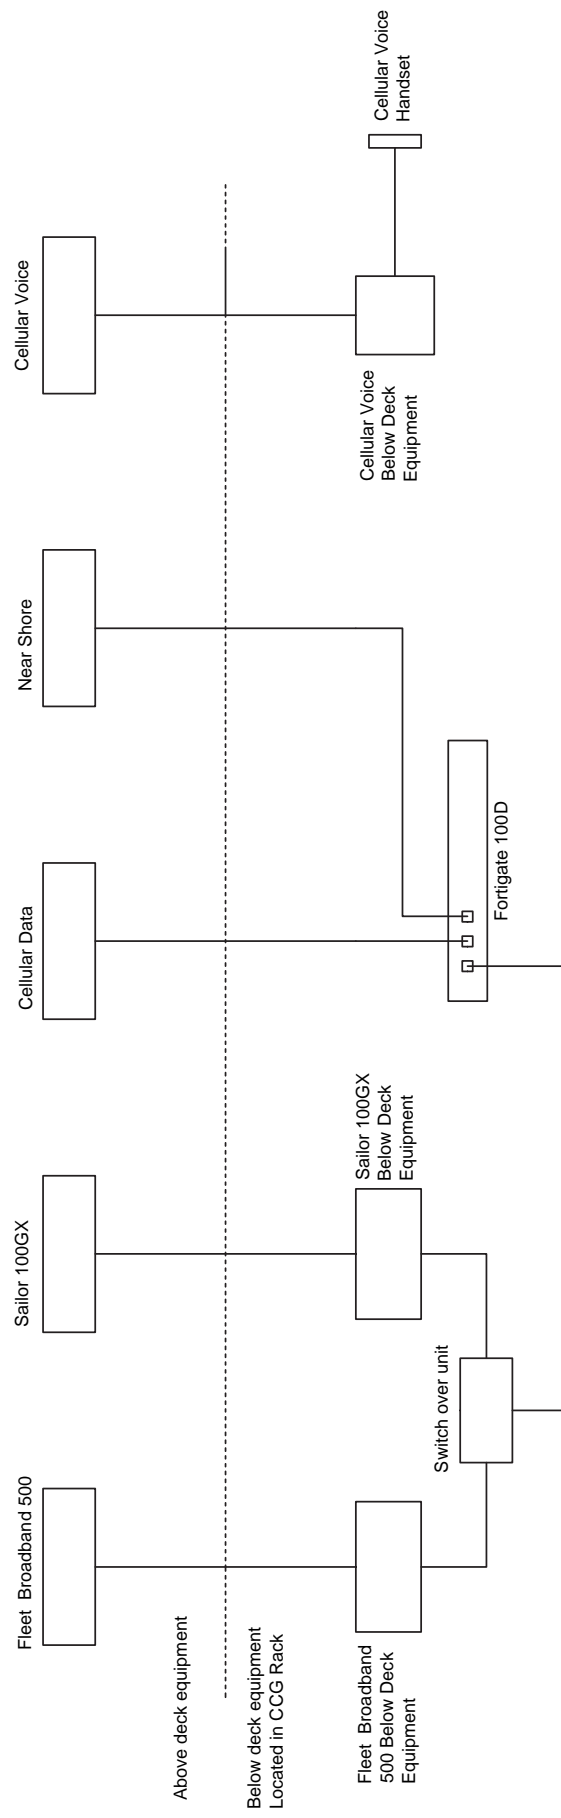 Fleet Broadband 500
Sailor 100GX
Cellular Data
Near Shore
Cellular Voice
Above deck equipment
Below deck equipment
Located in CCG Rack
Fleet Broadband
500 Below Deck
Equipment
Sailor 100GX
Below Deck
Equipment
Cellular Voice
Below Deck
Equipment
Cellular Voice
Handset
Switch over unit
Fortigate 100D